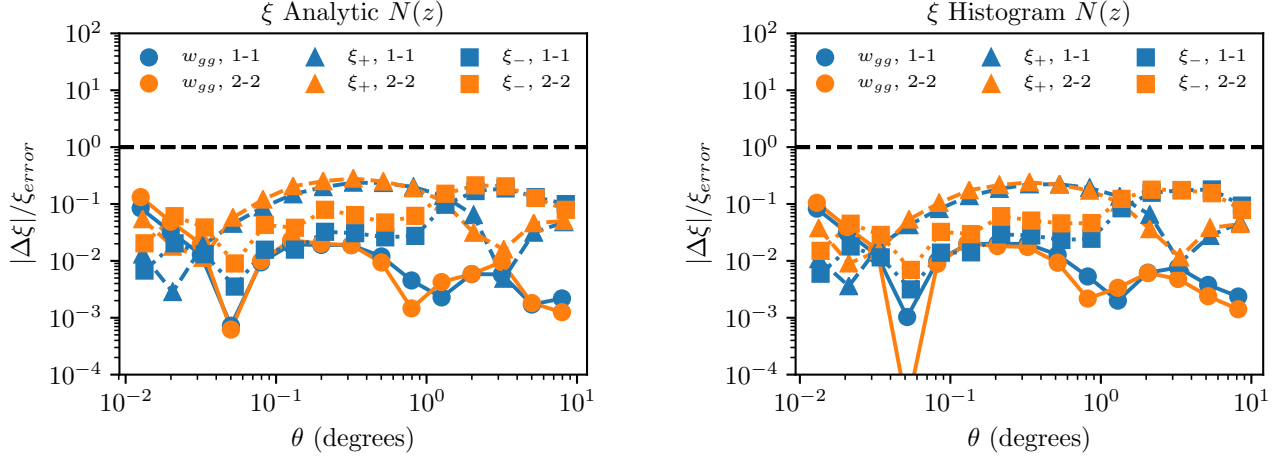 ξ Analytic N(z)
w_gg, 1-1 ξ_+, 1-1 ξ_−, 1-1
w_gg, 2-2 ξ_+, 2-2 ξ_−, 2-2
|Δξ|/ξ_error
10^2
10^1
10^0
10^−1
10^−2
10^−3
10^−4
10^−2 10^−1 10^0 10^1
θ (degrees)
ξ Histogram N(z)
w_gg, 1-1 ξ_+, 1-1 ξ_−, 1-1
w_gg, 2-2 ξ_+, 2-2 ξ_−, 2-2
|Δξ|/ξ_error
10^2
10^1
10^0
10^−1
10^−2
10^−3
10^−4
10^−2 10^−1 10^0 10^1
θ (degrees)